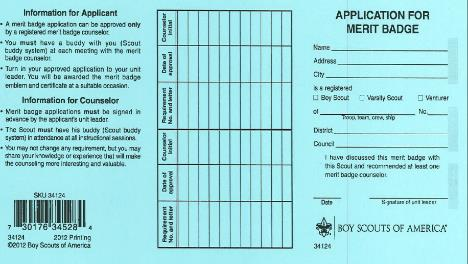 Information for Applicant
• A merit badge application can be approved only
by a registered merit badge counselor.
• You must have a buddy with you (Scout
buddy system) at each meeting with the merit
badge counselor.
• Turn in your approved application to your unit
leader. You will be awarded the merit badge
emblem and certificate at a suitable occasion.
Information for Counselor
• Merit badge applications must be signed in
advance by the applicant's unit leader.
• The Scout must have his buddy (Scout buddy
system) in attendance at all instructional sessions.
• You may not change any requirement, but you may
share your knowledge or experience that will make
the counseling more interesting and valuable.
SKU 34124
7 30176 34528 4
34124 2012 Printing
©2012 Boy Scouts of America
Counselor
initial
Date of
approval
Requirement
No. and letter
Counselor
initial
Date of
approval
Requirement
No. and letter
APPLICATION FOR
MERIT BADGE
Name
Address
City
is a registered
□ Boy Scout □ Varsity Scout □ Venturer
of No.
Troop, team, crew, ship
District
Council
I have discussed this merit badge with
this Scout and recommended at least one
merit badge counselor.
Date Signature of unit leader
BOY SCOUTS OF AMERICA®
34124